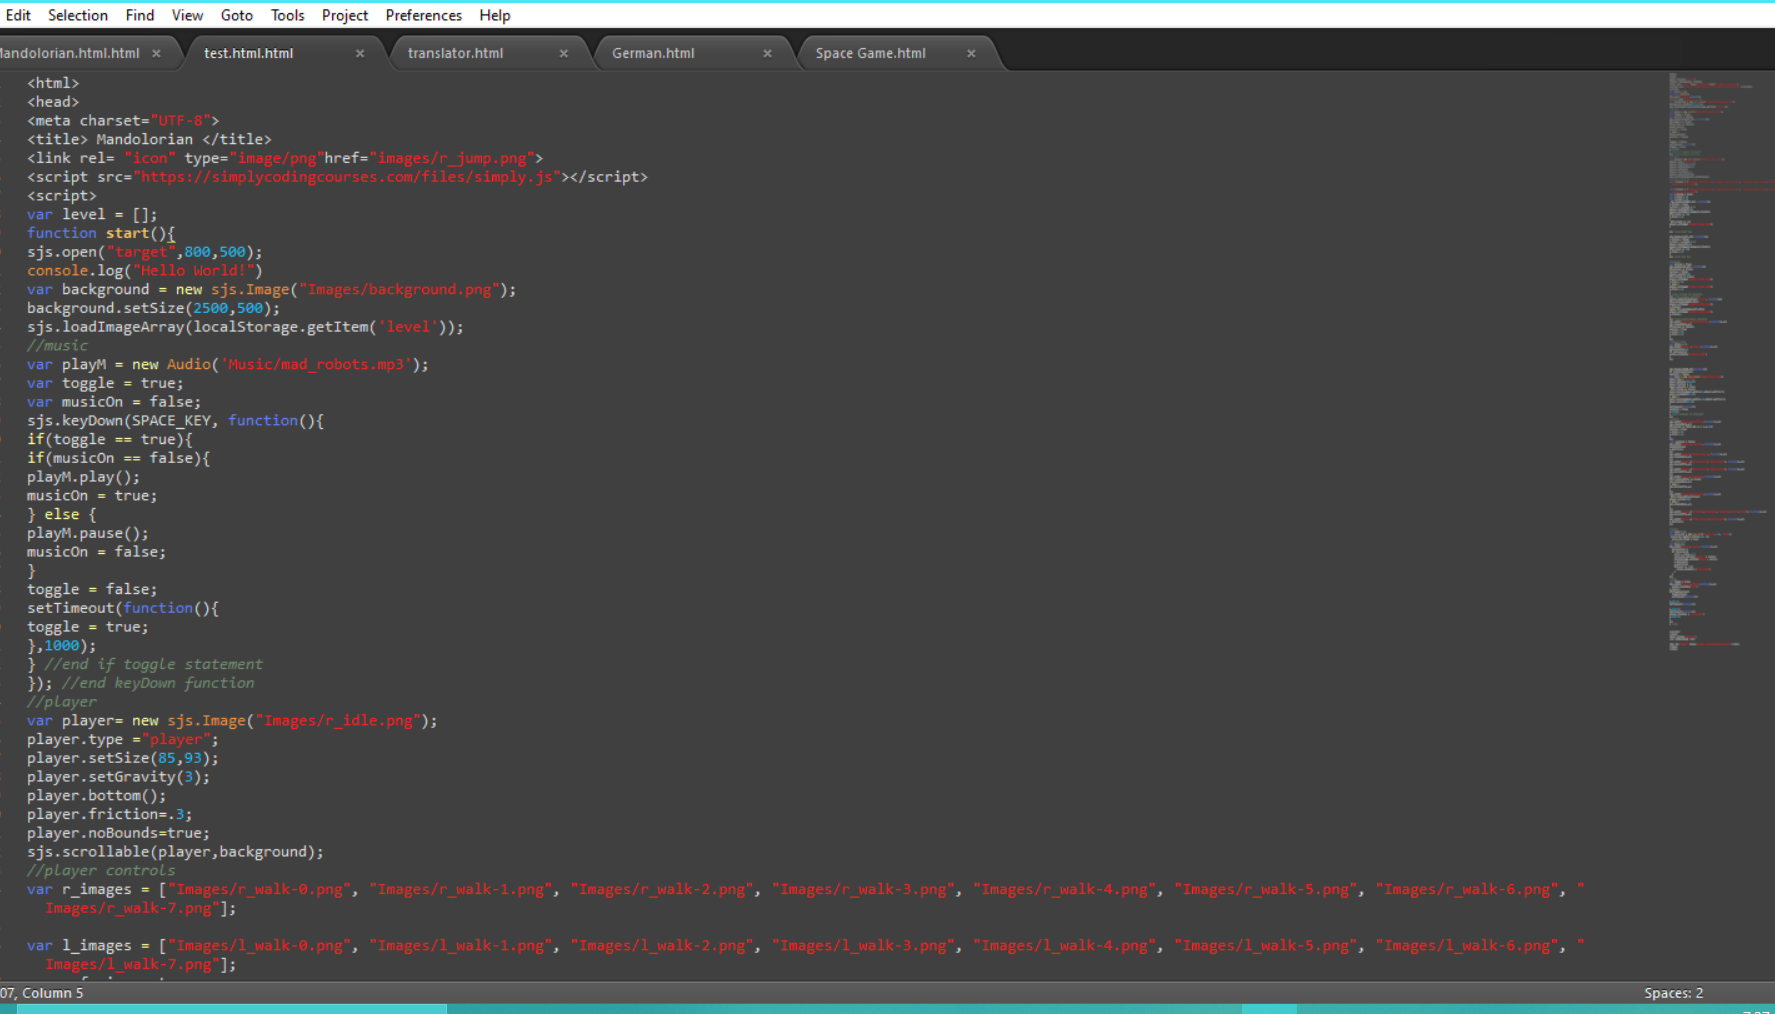 Edit Selection Find View Goto Tools Project Preferences Help
andolorian.html.html × test.html.html × translator.html × German.html × Space Game.html ×
<html>
<head>
<meta charset="UTF-8">
<title> Mandolorian </title>
<link rel= "icon" type="image/png"href="images/r_jump.png">
<script src="https://simplycodingcourses.com/files/simply.js"></script>
<script>
var level = [];
function start(){
sjs.open("target",800,500);
console.log("Hello World!")
var background = new sjs.Image("Images/background.png");
background.setSize(2500,500);
sjs.loadImageArray(localStorage.getItem('level'));
//music
var playM = new Audio('Music/mad_robots.mp3');
var toggle = true;
var musicOn = false;
sjs.keyDown(SPACE_KEY, function(){
if(toggle == true){
if(musicOn == false){
playM.play();
musicOn = true;
} else {
playM.pause();
musicOn = false;
}
toggle = false;
setTimeout(function(){
toggle = true;
},1000);
} //end if toggle statement
}); //end keyDown function
//player
var player= new sjs.Image("Images/r_idle.png");
player.type ="player";
player.setSize(85,93);
player.setGravity(3);
player.bottom();
player.friction=.3;
player.noBounds=true;
sjs.scrollable(player,background);
//player controls
var r_images = ["Images/r_walk-0.png", "Images/r_walk-1.png", "Images/r_walk-2.png", "Images/r_walk-3.png", "Images/r_walk-4.png", "Images/r_walk-5.png", "Images/r_walk-6.png", "
Images/r_walk-7.png"];
var l_images = ["Images/l_walk-0.png", "Images/l_walk-1.png", "Images/l_walk-2.png", "Images/l_walk-3.png", "Images/l_walk-4.png", "Images/l_walk-5.png", "Images/l_walk-6.png", "
Images/l_walk-7.png"];
07, Column 5 Spaces: 2